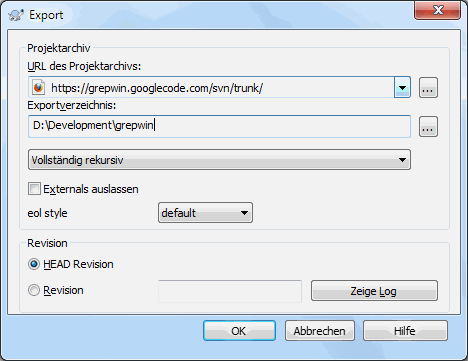 Export
Projektarchiv
URL des Projektarchivs:
https://grepwin.googlecode.com/svn/trunk/
...
Exportverzeichnis:
D:\Development\grepwin
...
Vollständig rekursiv
Externals auslassen
eol style
default
Revision
HEAD Revision
Revision
Zeige Log
OK
Abbrechen
Hilfe